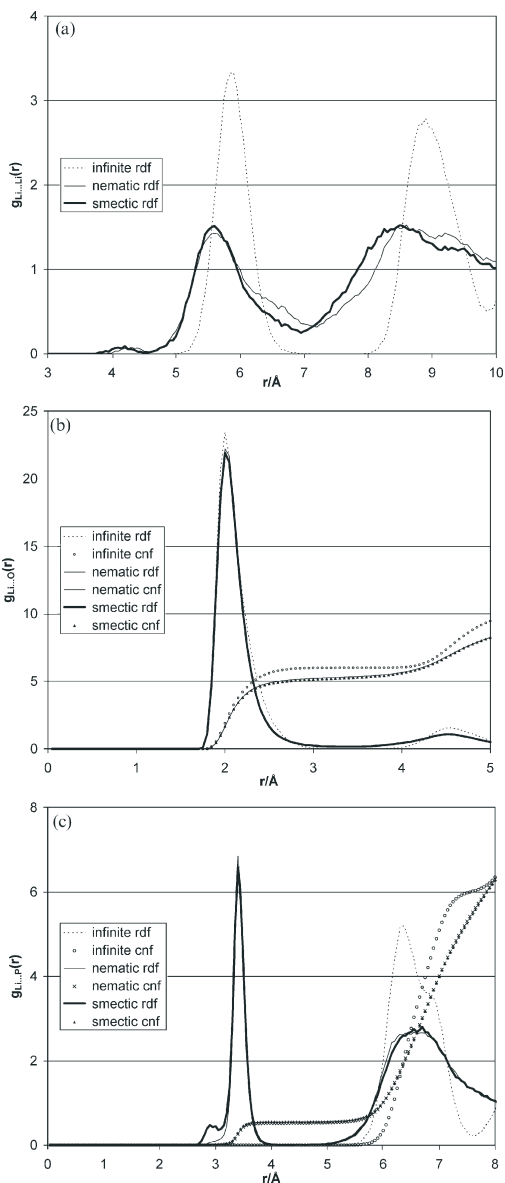 (a)
4
3
2
1
0
g Li...Li(r)
infinite rdf
nematic rdf
smectic rdf
3 4 5 6 7 8 9 10
r/Å
(b)
25
20
15
10
5
0
g Li...O(r)
infinite rdf
infinite cnf
nematic rdf
nematic cnf
smectic rdf
smectic cnf
0 1 2 3 4 5
r/Å
(c)
8
6
4
2
0
g Li...P(r)
infinite rdf
infinite cnf
nematic rdf
nematic cnf
smectic rdf
smectic cnf
0 1 2 3 4 5 6 7 8
r/Å